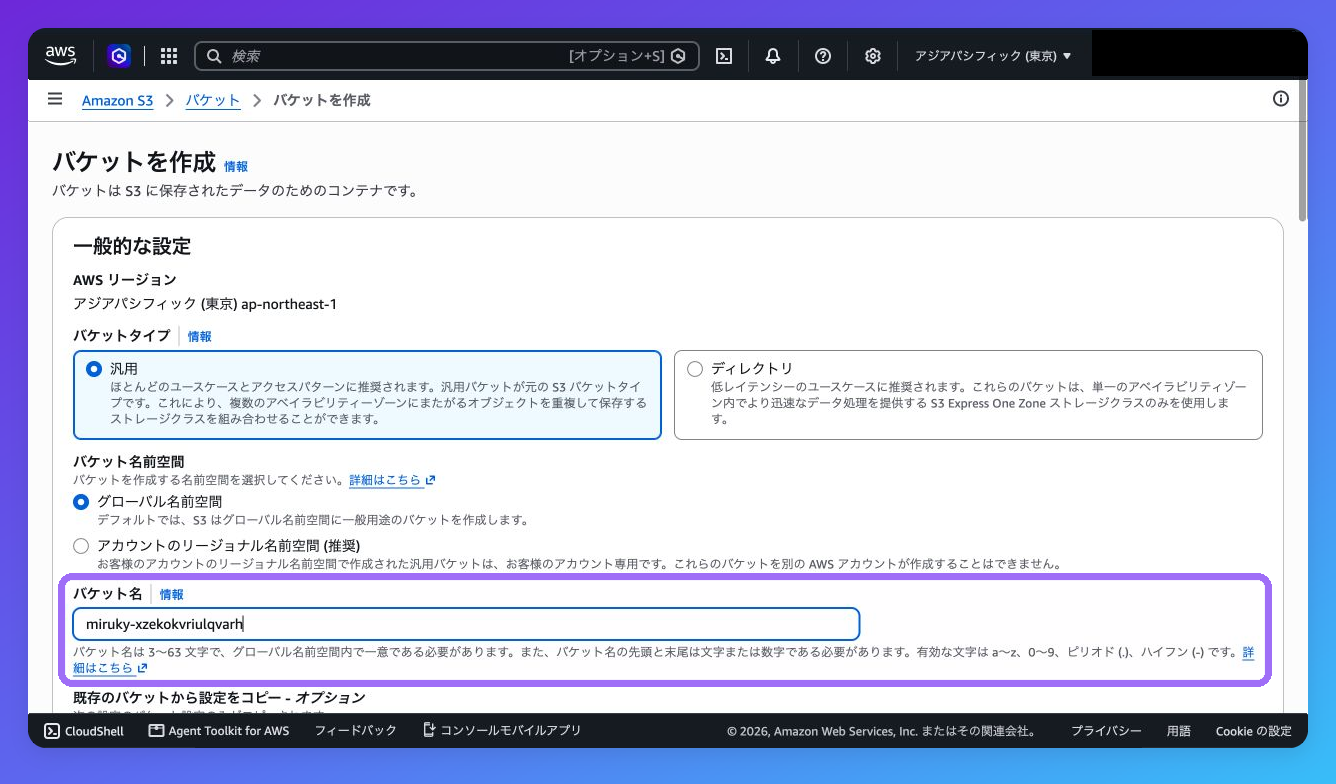 aws
検索 [オプション+S]
アジアパシフィック (東京) ▼
Amazon S3 > バケット > バケットを作成
バケットを作成 情報
バケットは S3 に保存されたデータのためのコンテナです。
一般的な設定
AWS リージョン
アジアパシフィック (東京) ap-northeast-1
バケットタイプ 情報
汎用
ほとんどのユースケースとアクセスパターンに推奨されます。汎用バケットが元の S3 バケットタイ
プです。これにより、複数のアベイラビリティーゾーンにまたがるオブジェクトを重複して保存する
ストレージクラスを組み合わせることができます。
ディレクトリ
低レイテンシーのユースケースに推奨されます。これらのバケットは、単一のアベイラビリティゾー
ン内でより迅速なデータ処理を提供する S3 Express One Zone ストレージクラスのみを使用しま
す。
バケット名前空間
バケットを作成する名前空間を選択してください。詳細はこちら
グローバル名前空間
デフォルトでは、S3 はグローバル名前空間に一般用途のバケットを作成します。
アカウントのリージョナル名前空間 (推奨)
お客様のアカウントのリージョナル名前空間で作成された汎用バケットは、お客様のアカウント専用です。これらのバケットを別の AWS アカウントが作成することはできません。
バケット名 情報
miruky-xzekokvriulqvarh
バケット名は 3〜63 文字で、グローバル名前空間内で一意である必要があります。また、バケット名の先頭と末尾は文字または数字である必要があります。有効な文字は a〜z、0〜9、ピリオド (.)、ハイフン (-) です。詳
細はこちら
既存のバケットから設定をコピー - オプション
CloudShell Agent Toolkit for AWS フィードバック コンソールモバイルアプリ © 2026, Amazon Web Services, Inc. またはその関連会社。 プライバシー 用語 Cookie の設定